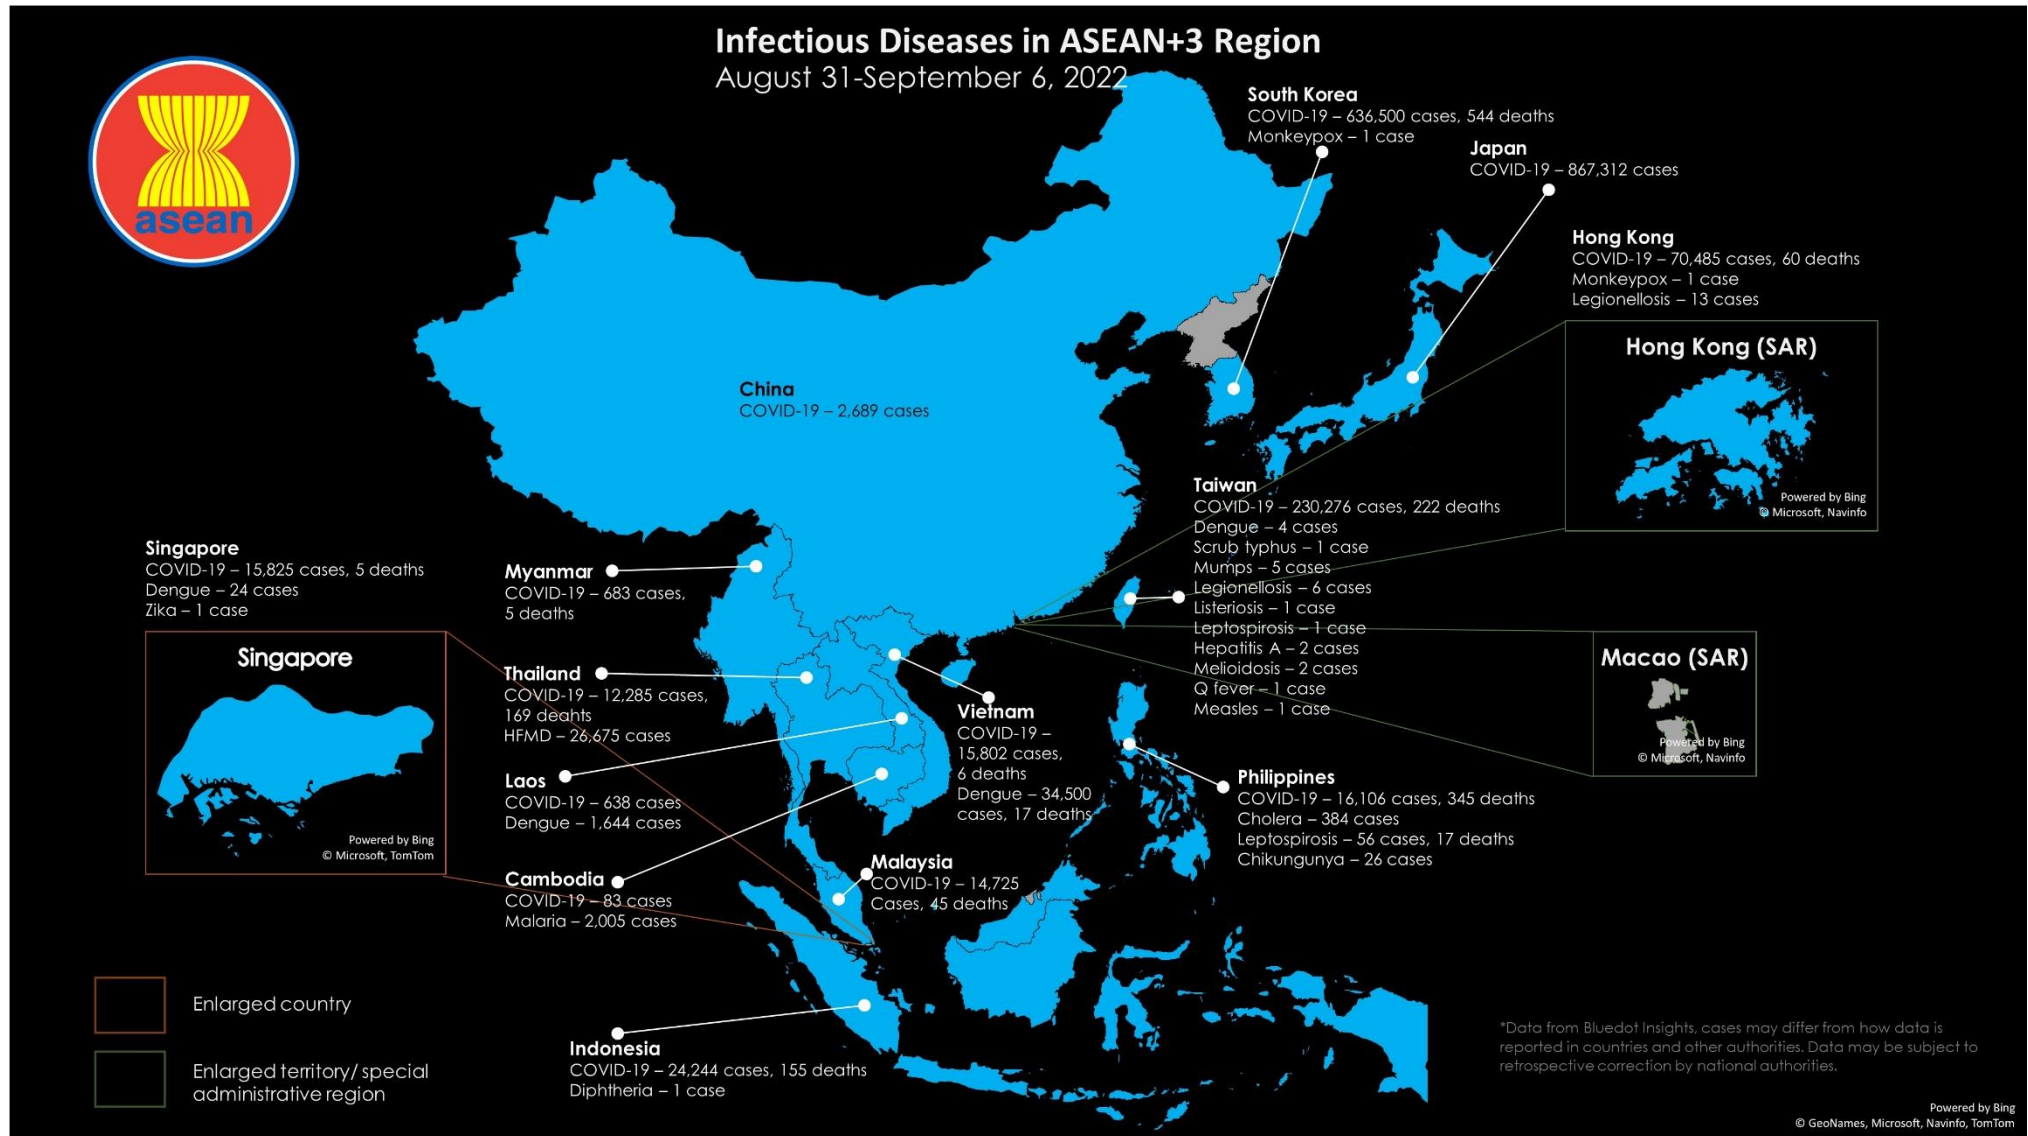 Infectious Diseases in ASEAN+3 Region
August 31-September 6, 2022
asean
South Korea
COVID-19 – 636,500 cases, 544 deaths
Monkeypox – 1 case
Japan
COVID-19 – 867,312 cases
Hong Kong
COVID-19 – 70,485 cases, 60 deaths
Monkeypox – 1 case
Legionellosis – 13 cases
Hong Kong (SAR)
Powered by Bing
© Microsoft, Navinfo
China
COVID-19 – 2,689 cases
Taiwan
COVID-19 – 230,276 cases, 222 deaths
Dengue – 4 cases
Scrub typhus – 1 case
Mumps – 5 cases
Legionellosis – 6 cases
Listeriosis – 1 case
Leptospirosis – 1 case
Hepatitis A – 2 cases
Melioidosis – 2 cases
Q fever – 1 case
Measles – 1 case
Singapore
COVID-19 – 15,825 cases, 5 deaths
Dengue – 24 cases
Zika – 1 case
Singapore
Powered by Bing
© Microsoft, TomTom
Myanmar
COVID-19 – 683 cases,
5 deaths
Thailand
COVID-19 – 12,285 cases,
169 deahts
HFMD – 26,675 cases
Laos
COVID-19 – 638 cases
Dengue – 1,644 cases
Cambodia
COVID-19 – 83 cases
Malaria – 2,005 cases
Vietnam
COVID-19 –
15,802 cases,
6 deaths
Dengue – 34,500
cases, 17 deaths
Macao (SAR)
Powered by Bing
© Microsoft, Navinfo
Philippines
COVID-19 – 16,106 cases, 345 deaths
Cholera – 384 cases
Leptospirosis – 56 cases, 17 deaths
Chikungunya – 26 cases
Malaysia
COVID-19 – 14,725
Cases, 45 deaths
Indonesia
COVID-19 – 24,244 cases, 155 deaths
Diphtheria – 1 case
Enlarged country
Enlarged territory/ special
administrative region
*Data from Bluedot Insights, cases may differ from how data is
reported in countries and other authorities. Data may be subject to
retrospective correction by national authorities.
Powered by Bing
© GeoNames, Microsoft, Navinfo, TomTom